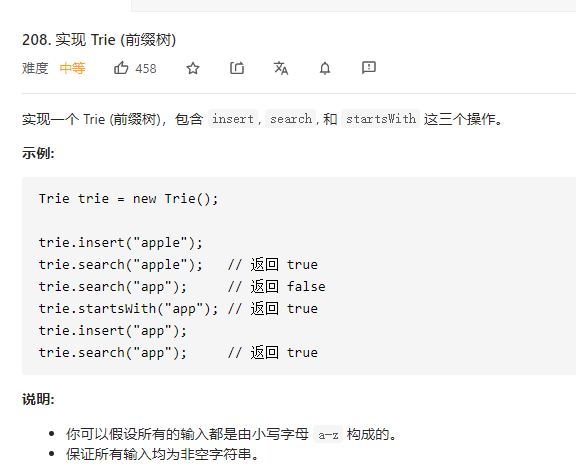 208. 实现 Trie (前缀树)
难度 中等 458
实现一个 Trie (前缀树)，包含 insert, search, 和 startsWith 这三个操作。
示例:
Trie trie = new Trie();
trie.insert("apple");
trie.search("apple");   // 返回 true
trie.search("app");     // 返回 false
trie.startsWith("app"); // 返回 true
trie.insert("app");
trie.search("app");     // 返回 true
说明:
• 你可以假设所有的输入都是由小写字母 a-z 构成的。
• 保证所有输入均为非空字符串。